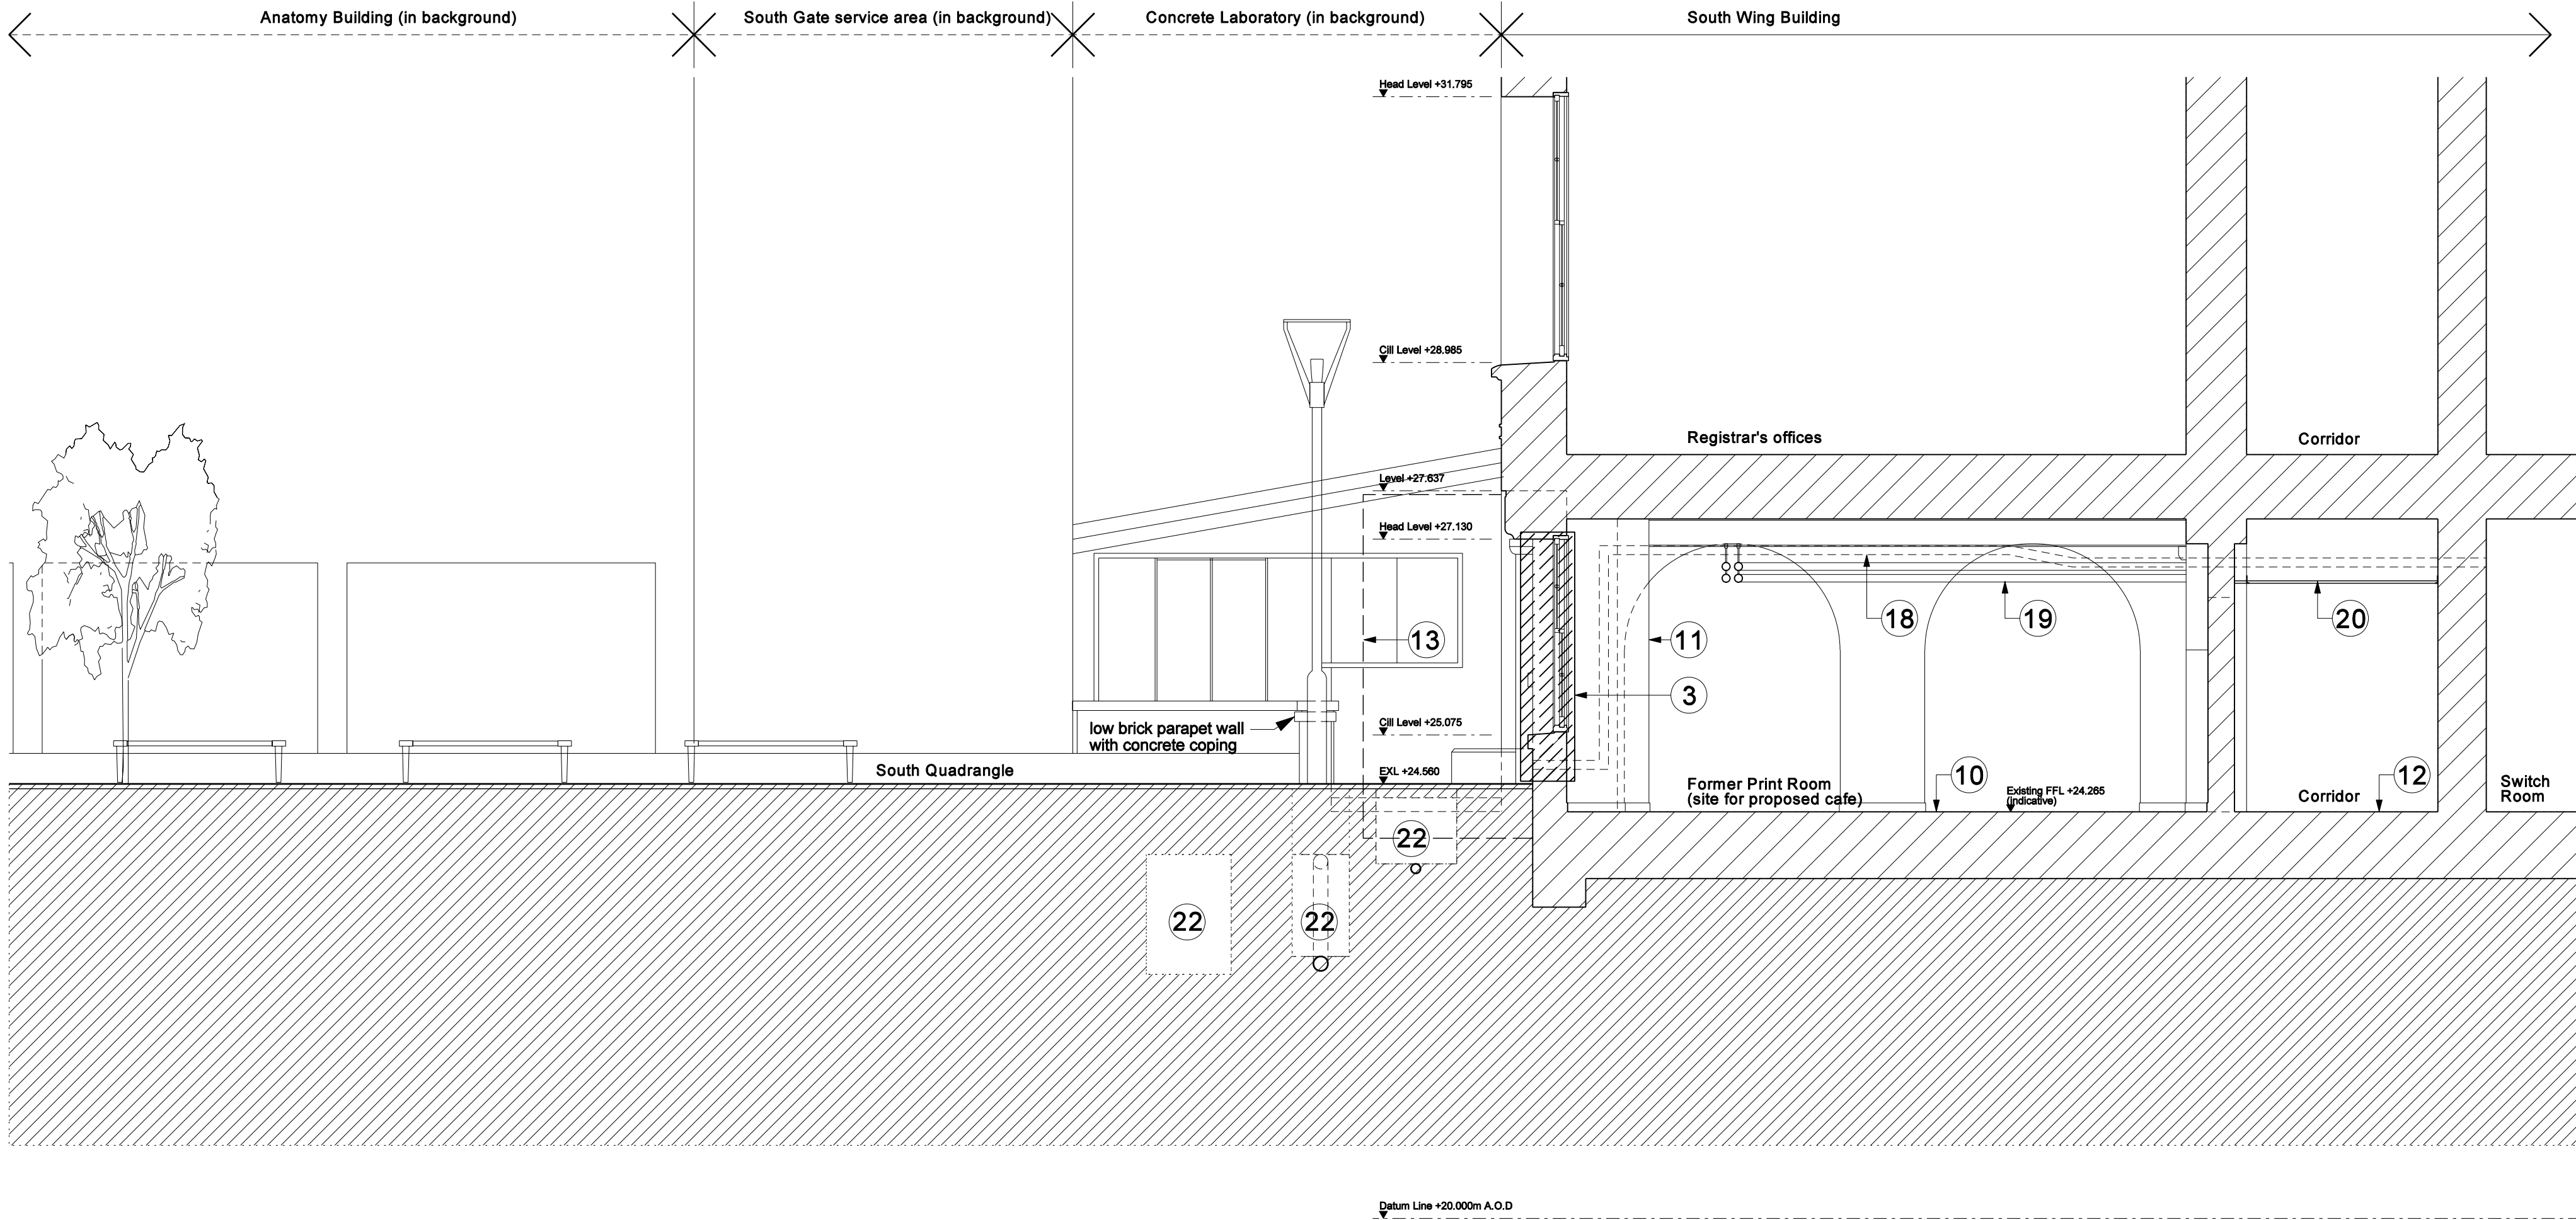 Anatomy Building (in background)
South Gate service area (in background)
Concrete Laboratory (in background)
South Wing Building
Head Level +31.795
Cill Level +28.985
Registrar's offices
Corridor
Level +27.637
Head Level +27.130
18
19
20
13
11
3
low brick parapet wall
with concrete coping
Cill Level +25.075
South Quadrangle
EXL +24.560
Former Print Room
(site for proposed cafe)
10
Existing FFL +24.265
(indicative)
Corridor
12
Switch
Room
22
22
22
Datum Line +20.000m A.O.D